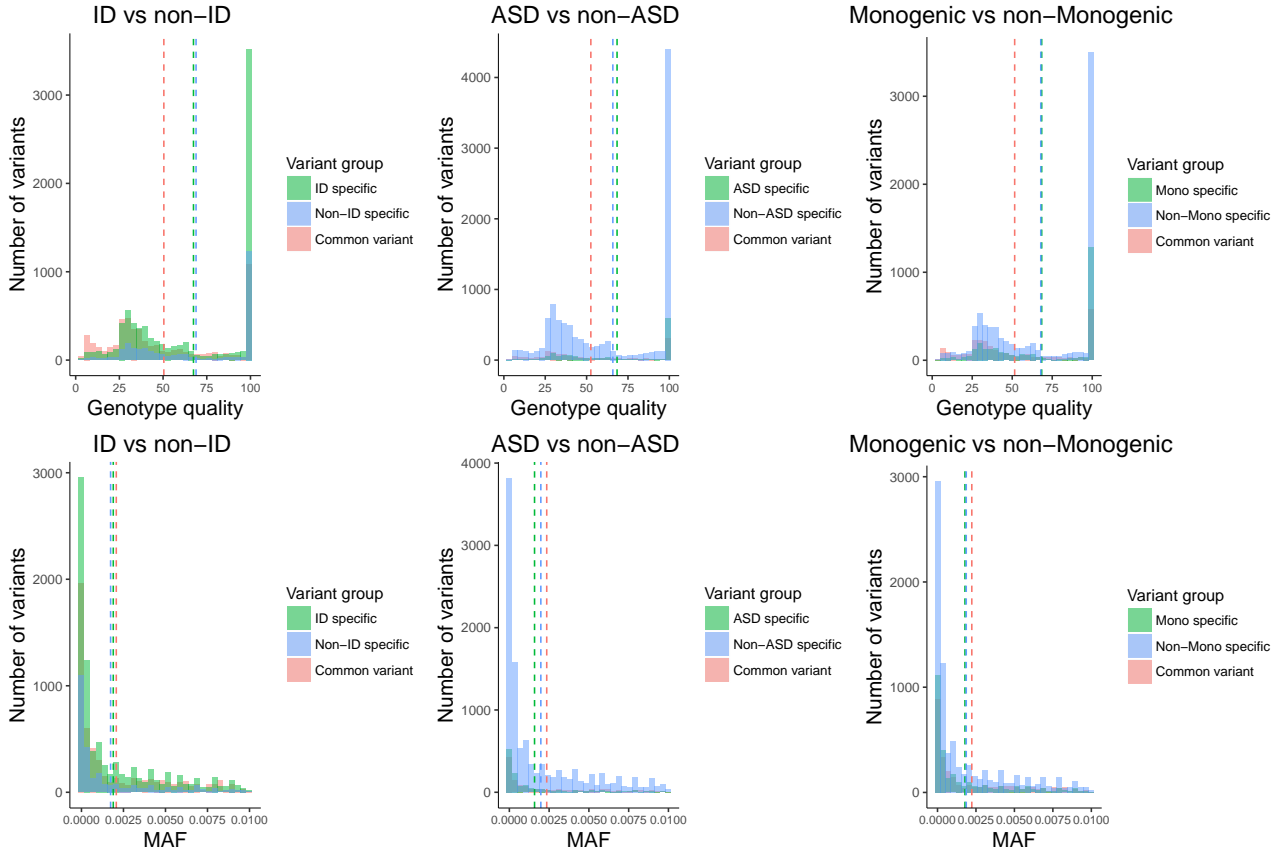 ID vs non−ID
Number of variants
3000
2000
1000
0
0
25
50
75
100
Genotype quality
Variant group
ID specific
Non−ID specific
Common variant
ASD vs non−ASD
Number of variants
4000
3000
2000
1000
0
0
25
50
75
100
Genotype quality
Variant group
ASD specific
Non−ASD specific
Common variant
Monogenic vs non−Monogenic
Number of variants
3000
2000
1000
0
0
25
50
75
100
Genotype quality
Variant group
Mono specific
Non−Mono specific
Common variant
ID vs non−ID
Number of variants
3000
2000
1000
0
0.0000
0.0025
0.0050
0.0075
0.0100
MAF
Variant group
ID specific
Non−ID specific
Common variant
ASD vs non−ASD
Number of variants
4000
3000
2000
1000
0
0.0000
0.0025
0.0050
0.0075
0.0100
MAF
Variant group
ASD specific
Non−ASD specific
Common variant
Monogenic vs non−Monogenic
Number of variants
3000
2000
1000
0
0.0000
0.0025
0.0050
0.0075
0.0100
MAF
Variant group
Mono specific
Non−Mono specific
Common variant